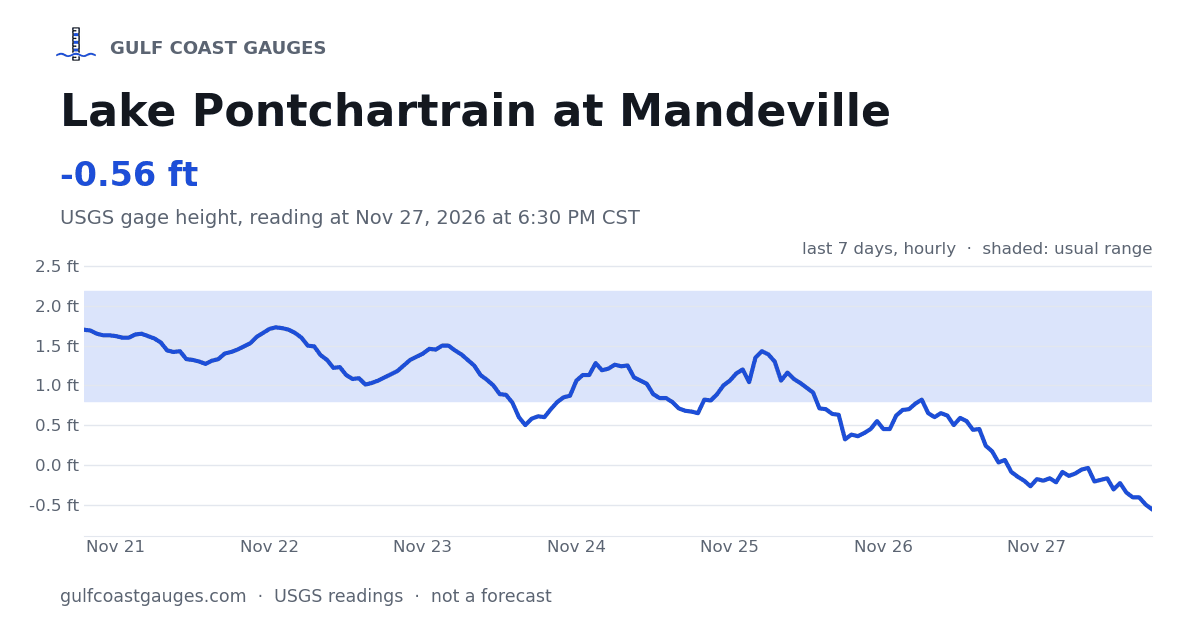 GULF COAST GAUGES
Lake Pontchartrain at Mandeville
-0.56 ft
USGS gage height, reading at Nov 27, 2026 at 6:30 PM CST
last 7 days, hourly · shaded: usual range
2.5 ft
2.0 ft
1.5 ft
1.0 ft
0.5 ft
0.0 ft
-0.5 ft
Nov 21 Nov 22 Nov 23 Nov 24 Nov 25 Nov 26 Nov 27
gulfcoastgauges.com · USGS readings · not a forecast